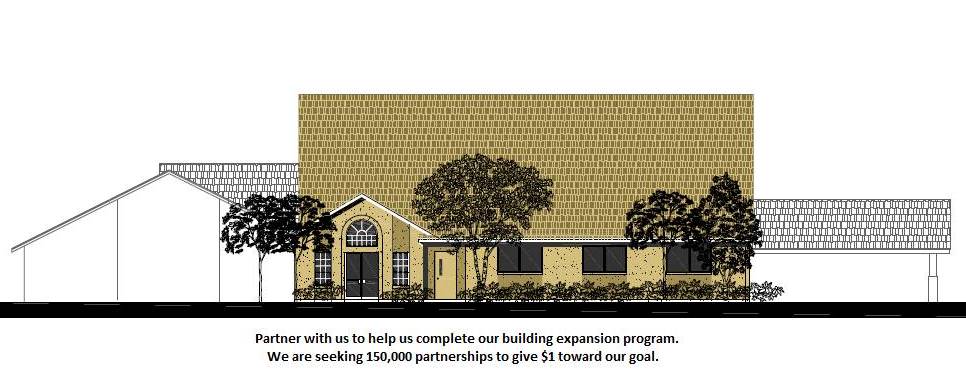 Partner with us to help us complete our building expansion program.
We are seeking 150,000 partnerships to give $1 toward our goal.